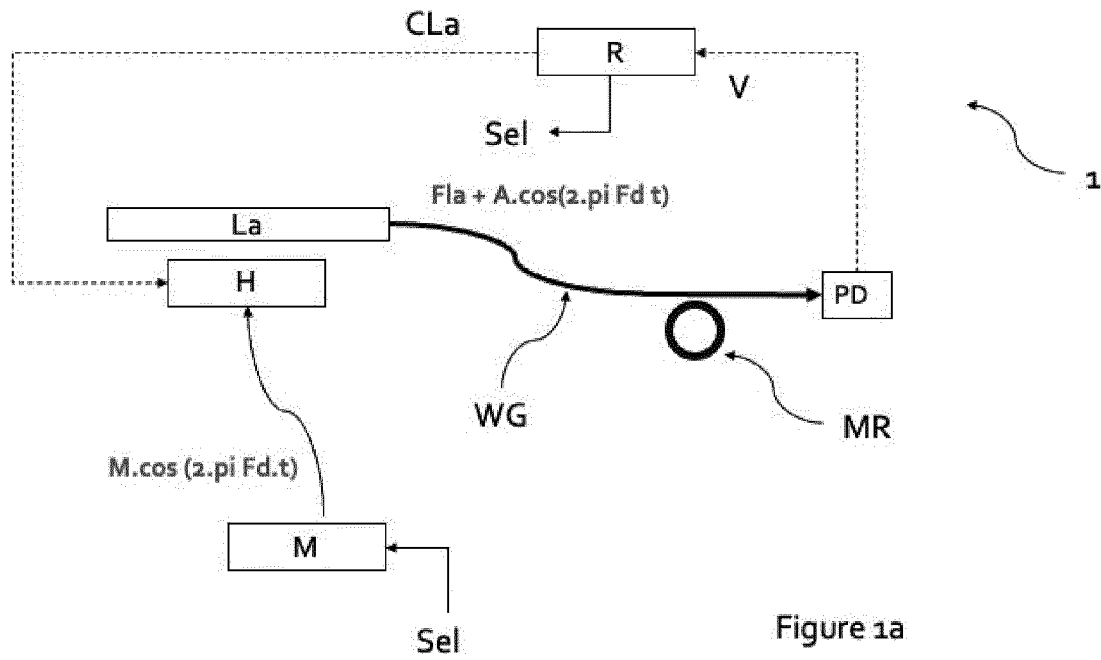 CLa
R
V
Sel
1
Fla + A.cos(2.pi Fd t)
La
H
PD
WG
MR
M.cos (2.pi Fd.t)
M
Sel
Figure 1a